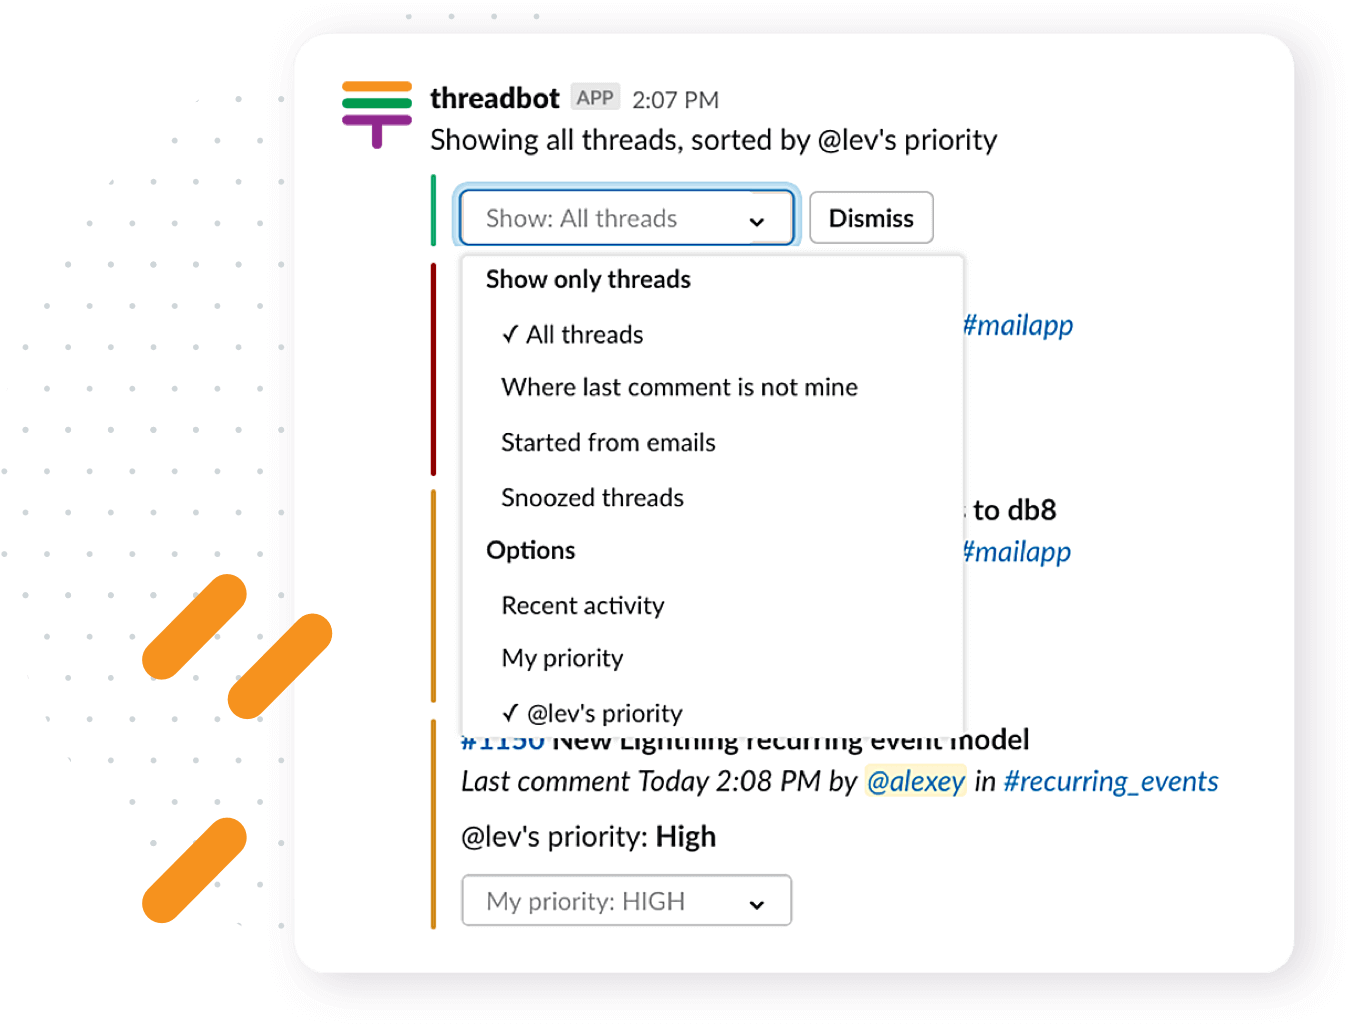 threadbot APP 2:07 PM
Showing all threads, sorted by @lev's priority
Show: All threads
Dismiss
Show only threads
✓ All threads
#mailapp
Where last comment is not mine
Started from emails
Snoozed threads
to db8
Options
#mailapp
Recent activity
My priority
✓ @lev's priority
#1150 New Lightning recurring event model
Last comment Today 2:08 PM by @alexey in #recurring_events
@lev's priority: High
My priority: HIGH